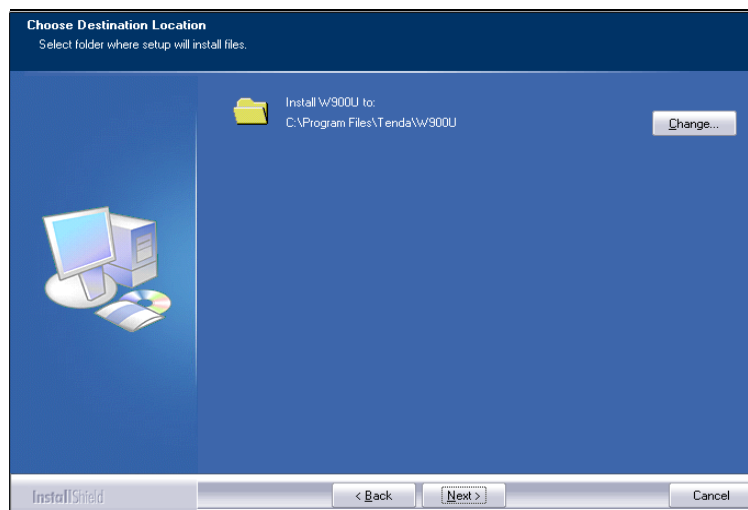 Choose Destination Location
Select folder where setup will install files.
Install W900U to:
C:\Program Files\Tenda\W900U
Change...
InstallShield
< Back
Next >
Cancel